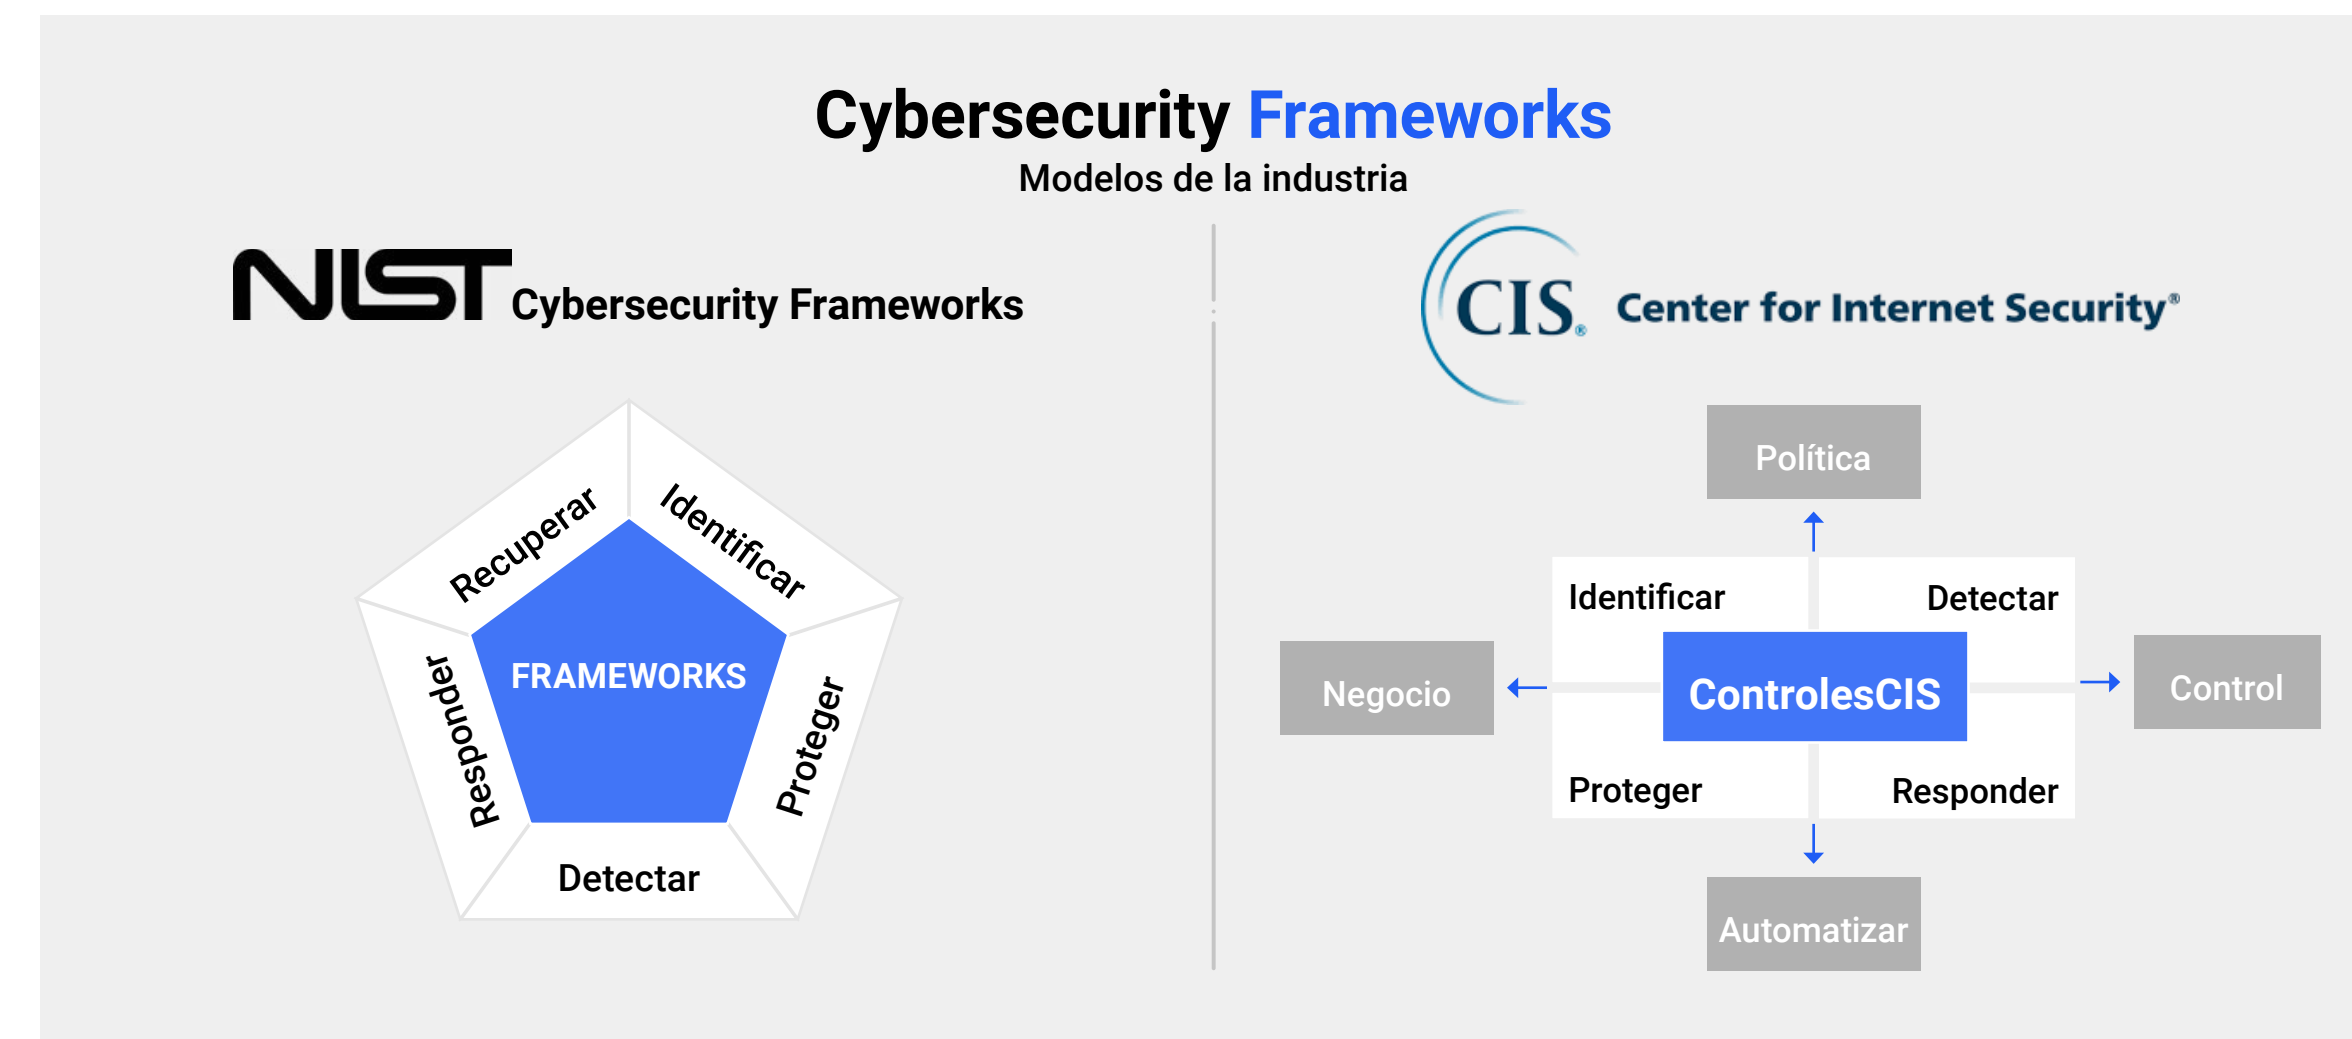 Cybersecurity Frameworks
Modelos de la industria
NIST Cybersecurity Frameworks
Recuperar
Identificar
Responder
FRAMEWORKS
Proteger
Detectar
CIS® Center for Internet Security®
Política
Identificar
Detectar
Negocio
ControlesCIS
Control
Proteger
Responder
Automatizar